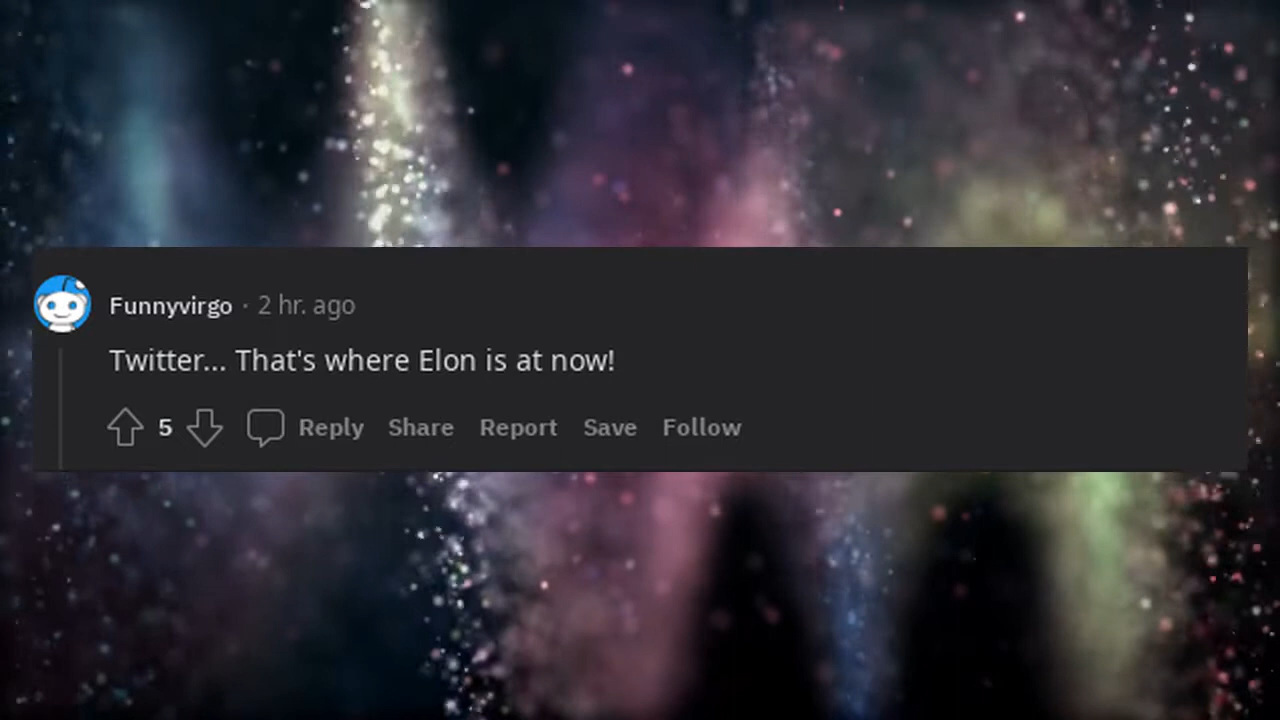 Funnyvirgo · 2 hr. ago
Twitter... That's where Elon is at now!
5 Reply Share Report Save Follow